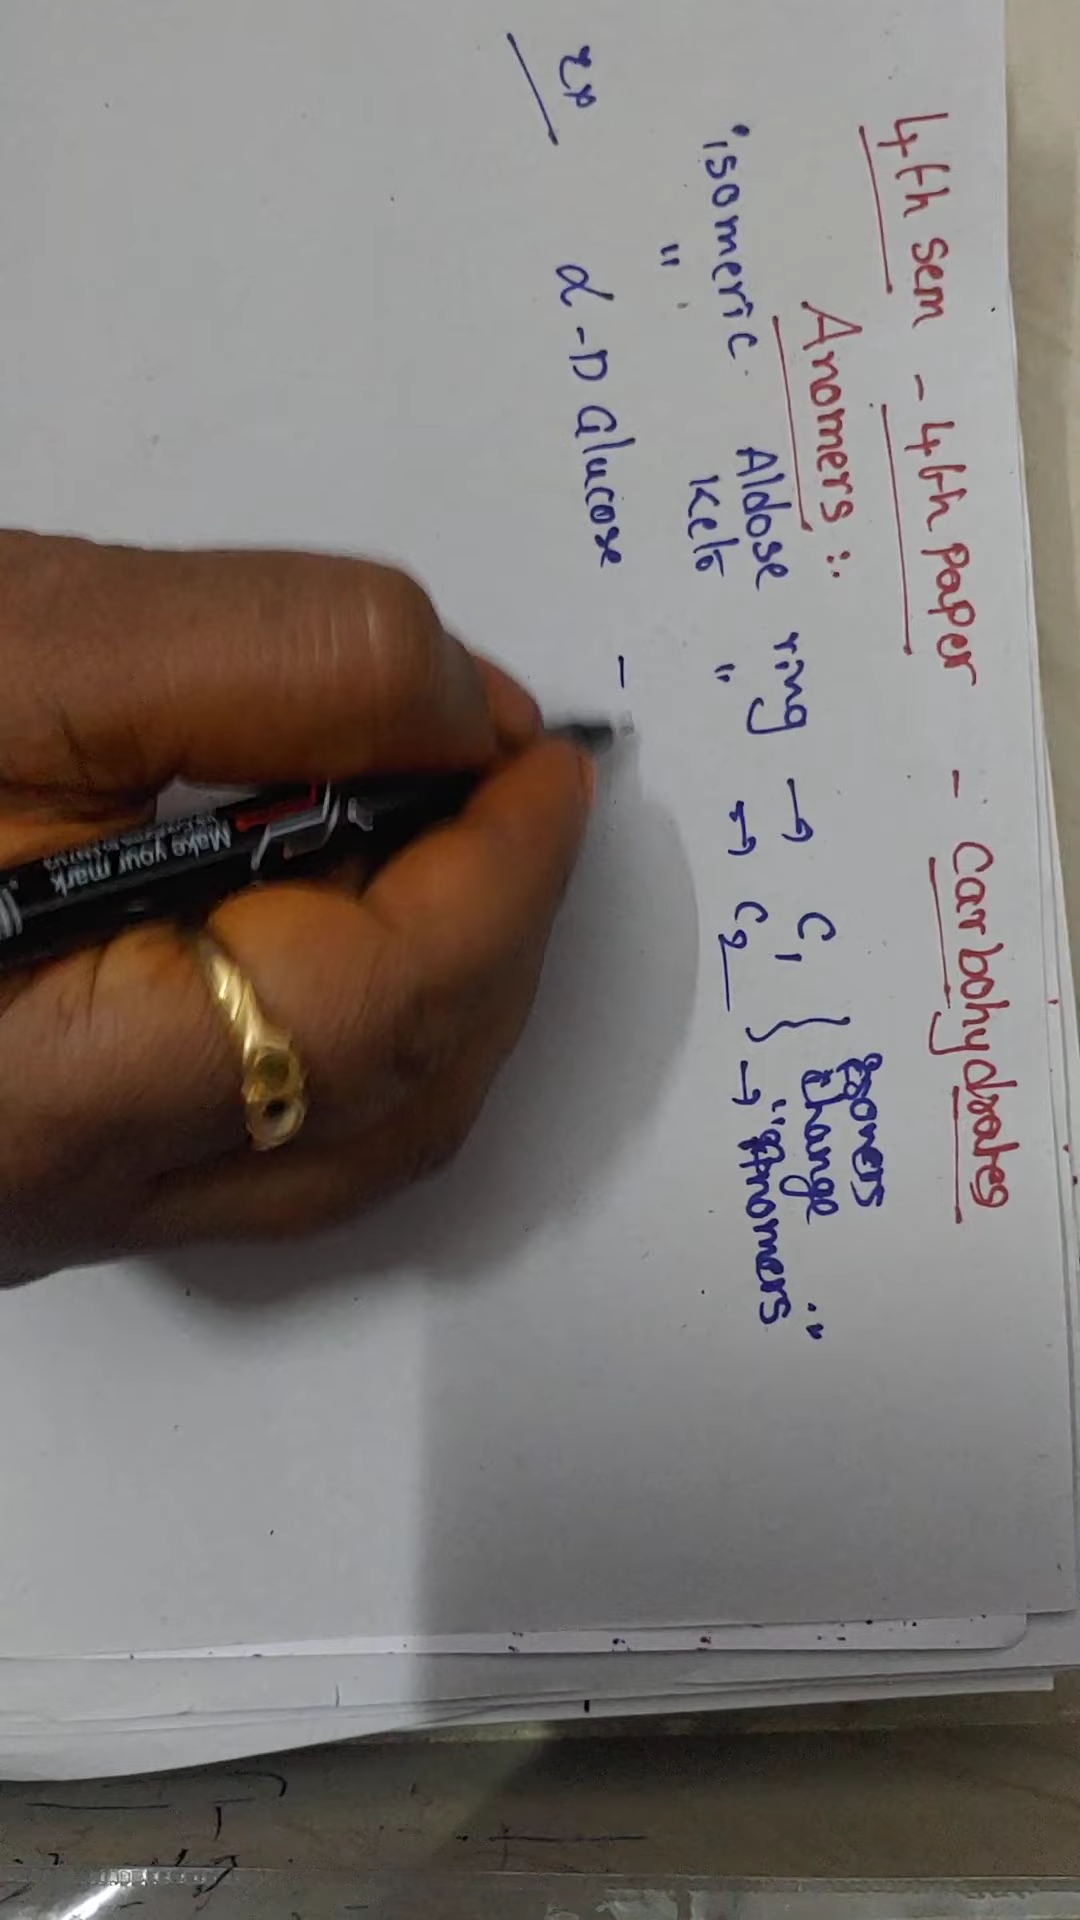 4th sem - 4th paper - Carbohydrates
Anomers :.
isomers
isomeric Aldose ring → C1 } change
" Keto " → C2 → "Anomers"
ex α-D Glucose -
Make your mark